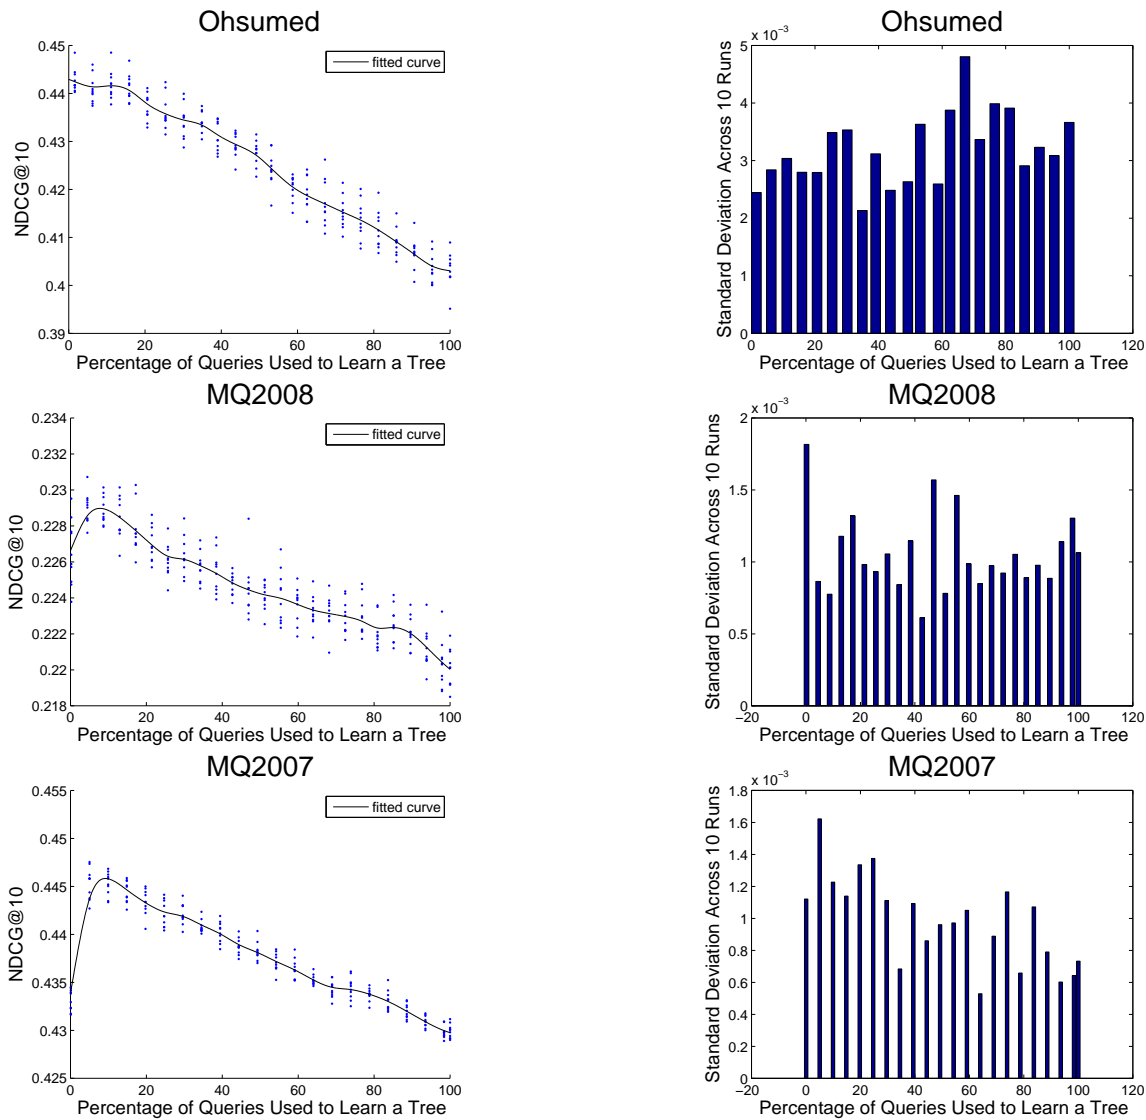 Ohsumed
0.45
0.44
0.43
0.42
0.41
0.4
0.39
NDCG@10
fitted curve
0 20 40 60 80 100
Percentage of Queries Used to Learn a Tree
Ohsumed
x 10⁻³
5
4
3
2
1
0
Standard Deviation Across 10 Runs
0 20 40 60 80 100 120
Percentage of Queries Used to Learn a Tree
MQ2008
0.234
0.232
0.23
0.228
0.226
0.224
0.222
0.22
0.218
NDCG@10
fitted curve
0 20 40 60 80 100
Percentage of Queries Used to Learn a Tree
MQ2008
x 10⁻³
2
1.5
1
0.5
0
Standard Deviation Across 10 Runs
−20 0 20 40 60 80 100 120
Percentage of Queries Used to Learn a Tree
MQ2007
0.455
0.45
0.445
0.44
0.435
0.43
0.425
NDCG@10
fitted curve
0 20 40 60 80 100
Percentage of Queries Used to Learn a Tree
MQ2007
x 10⁻³
1.8
1.6
1.4
1.2
1
0.8
0.6
0.4
0.2
0
Standard Deviation Across 10 Runs
−20 0 20 40 60 80 100 120
Percentage of Queries Used to Learn a Tree